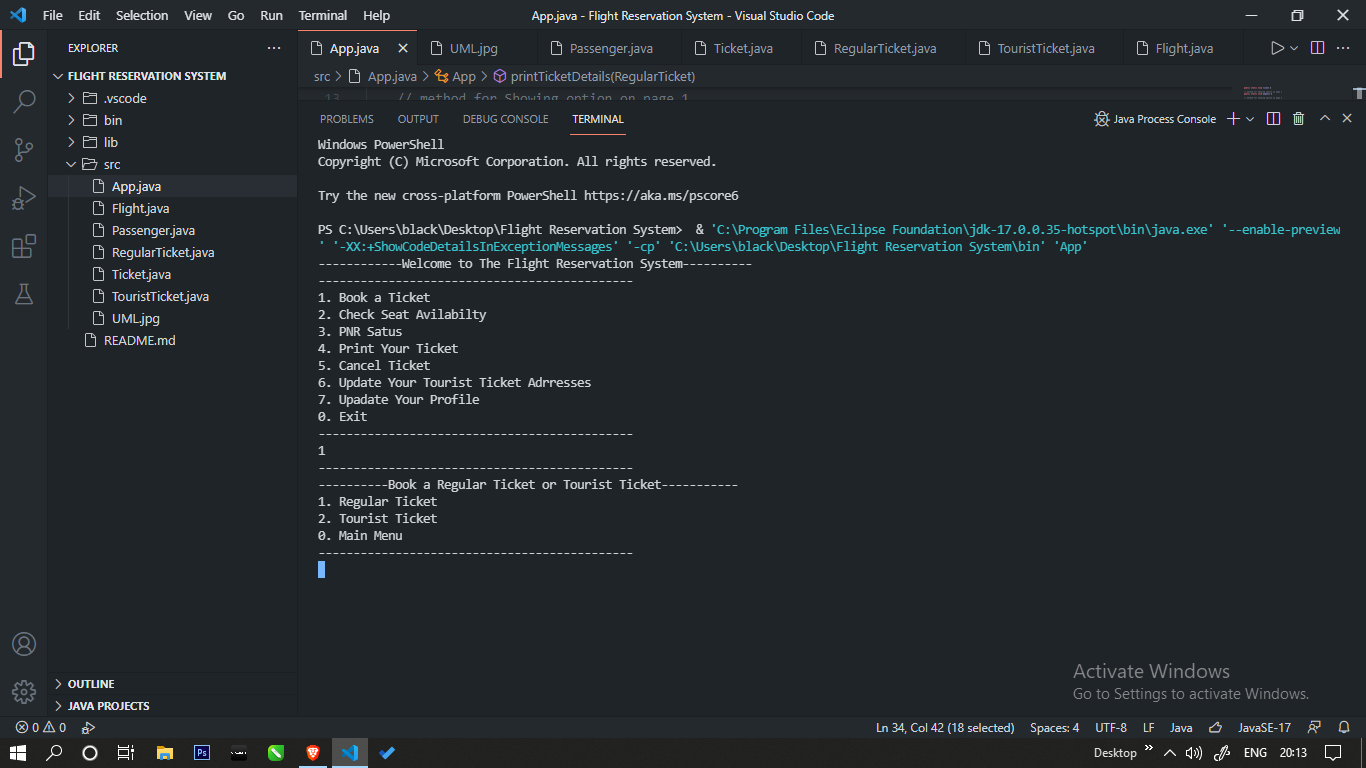 File Edit Selection View Go Run Terminal Help
App.java - Flight Reservation System - Visual Studio Code
EXPLORER
FLIGHT RESERVATION SYSTEM
.vscode
bin
lib
src
App.java
Flight.java
Passenger.java
RegularTicket.java
Ticket.java
TouristTicket.java
UML.jpg
README.md
OUTLINE
JAVA PROJECTS
App.java UML.jpg Passenger.java Ticket.java RegularTicket.java TouristTicket.java Flight.java
src > App.java > App > printTicketDetails(RegularTicket)
13 // method for Showing option on page 1
PROBLEMS OUTPUT DEBUG CONSOLE TERMINAL
Java Process Console
Windows PowerShell
Copyright (C) Microsoft Corporation. All rights reserved.
Try the new cross-platform PowerShell https://aka.ms/pscore6
PS C:\Users\black\Desktop\Flight Reservation System>  & 'C:\Program Files\Eclipse Foundation\jdk-17.0.0.35-hotspot\bin\java.exe' '--enable-preview
' '-XX:+ShowCodeDetailsInExceptionMessages' '-cp' 'C:\Users\black\Desktop\Flight Reservation System\bin' 'App'
------------Welcome to The Flight Reservation System----------
---------------------------------------------
1. Book a Ticket
2. Check Seat Avilabilty
3. PNR Satus
4. Print Your Ticket
5. Cancel Ticket
6. Update Your Tourist Ticket Adrresses
7. Upadate Your Profile
0. Exit
---------------------------------------------
1
---------------------------------------------
----------Book a Regular Ticket or Tourist Ticket-----------
1. Regular Ticket
2. Tourist Ticket
0. Main Menu
---------------------------------------------
Activate Windows
Go to Settings to activate Windows.
0 0
Ln 34, Col 42 (18 selected) Spaces: 4 UTF-8 LF Java JavaSE-17
Ps
Desktop » ENG 20:13